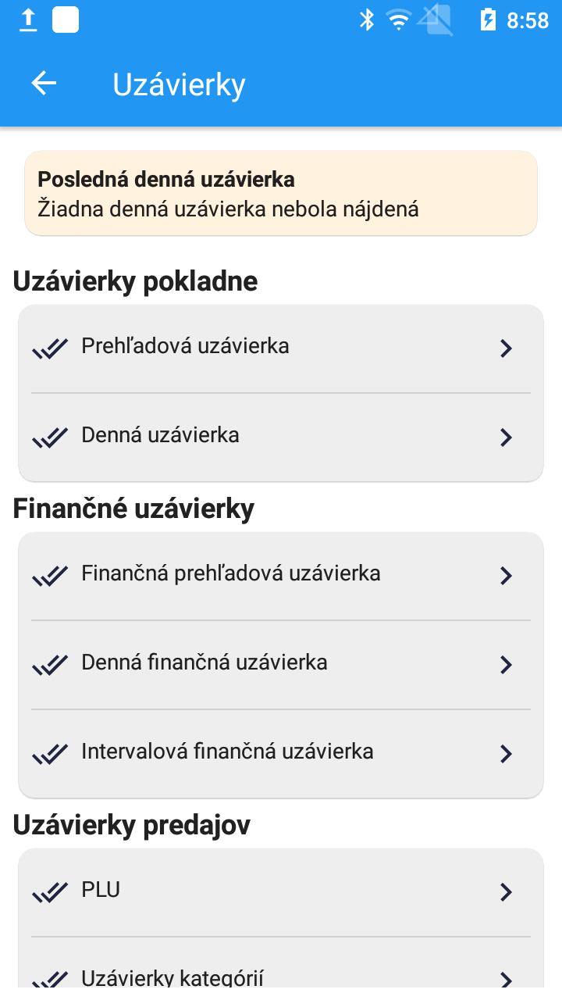 8:58
Uzávierky
Posledná denná uzávierka
Žiadna denná uzávierka nebola nájdená
Uzávierky pokladne
Prehľadová uzávierka
Denná uzávierka
Finančné uzávierky
Finančná prehľadová uzávierka
Denná finančná uzávierka
Intervalová finančná uzávierka
Uzávierky predajov
PLU
Uzávierky kategórií